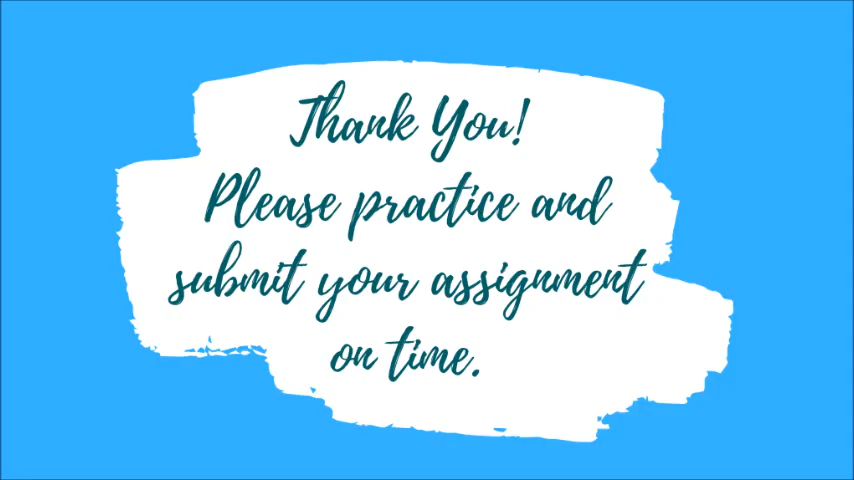 Thank You!
Please practice and
submit your assignment
on time.